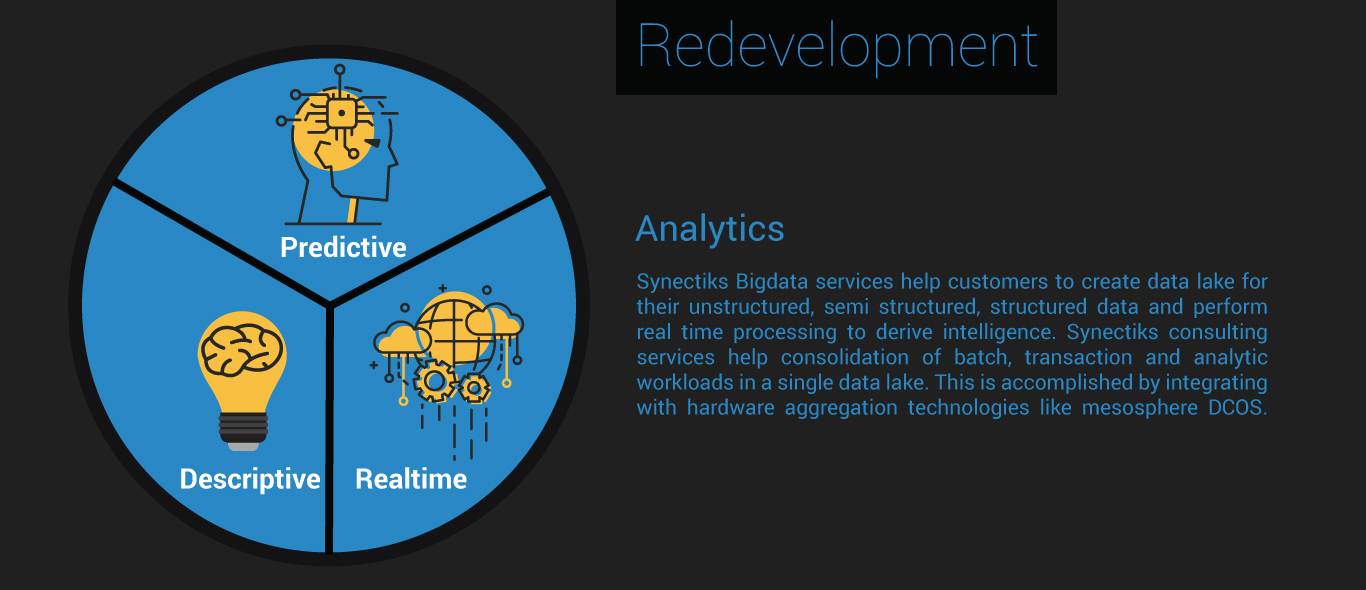 Redevelopment
Predictive
Descriptive
Realtime
Analytics
Synectiks Bigdata services help customers to create data lake for
their unstructured, semi structured, structured data and perform
real time processing to derive intelligence. Synectiks consulting
services help consolidation of batch, transaction and analytic
workloads in a single data lake. This is accomplished by integrating
with hardware aggregation technologies like mesosphere DCOS.